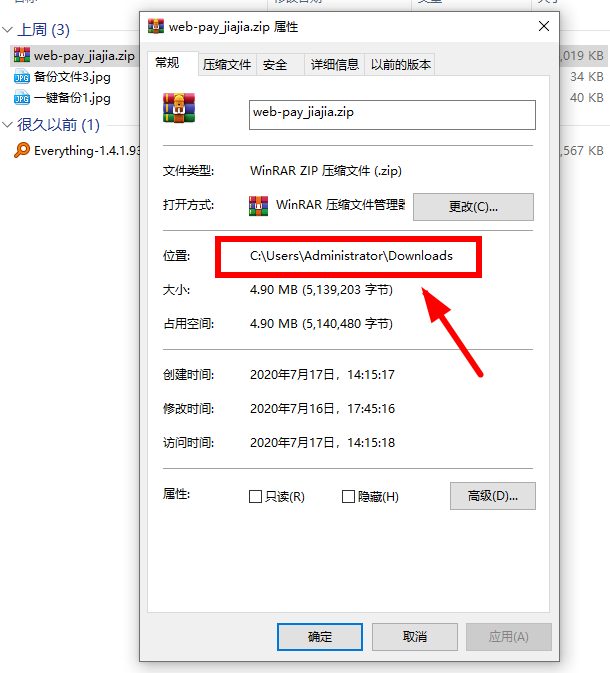 web-pay_jiajia.zip 属性
上周 (3)
web-pay_jiajia.zip
,019 KB
备份文件3.jpg
34 KB
一键备份1.jpg
40 KB
很久以前 (1)
Everything-1.4.1.93
,567 KB
常规
压缩文件
安全
详细信息
以前的版本
web-pay_jiajia.zip
文件类型:
WinRAR ZIP 压缩文件 (.zip)
打开方式:
WinRAR 压缩文件管理器
更改(C)...
位置:
C:\Users\Administrator\Downloads
大小:
4.90 MB (5,139,203 字节)
占用空间:
4.90 MB (5,140,480 字节)
创建时间:
2020年7月17日，14:15:17
修改时间:
2020年7月16日，17:45:16
访问时间:
2020年7月17日，14:15:18
属性:
只读(R)
隐藏(H)
高级(D)...
确定
取消
应用(A)